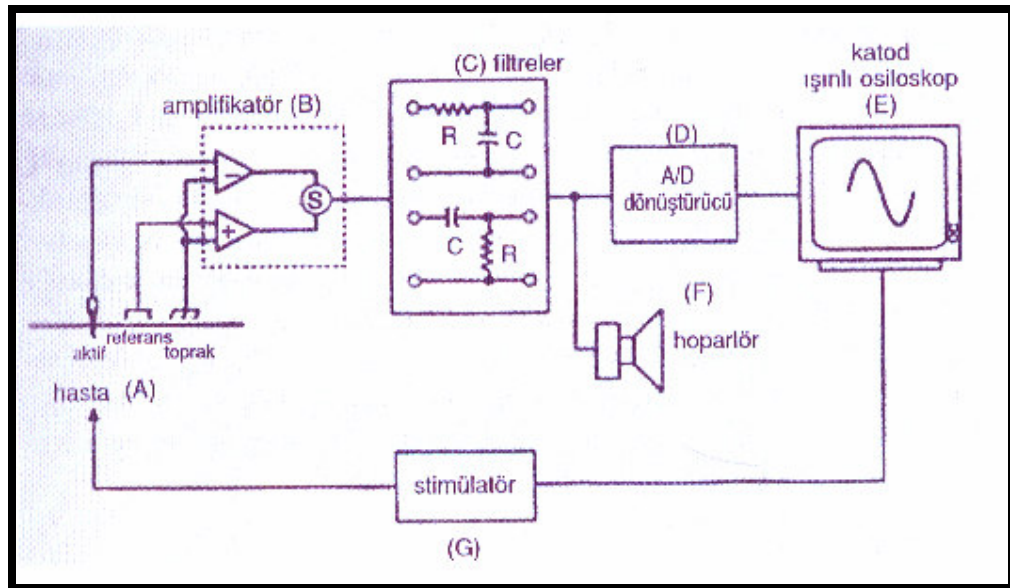 (C) filtreler
katod
ışınlı osiloskop
(E)
amplifikatör (B)
R
C
(D)
A/D
dönüştürücü
S
C
R
(F)
hoparlör
aktif
referans
toprak
hasta (A)
stimülatör
(G)